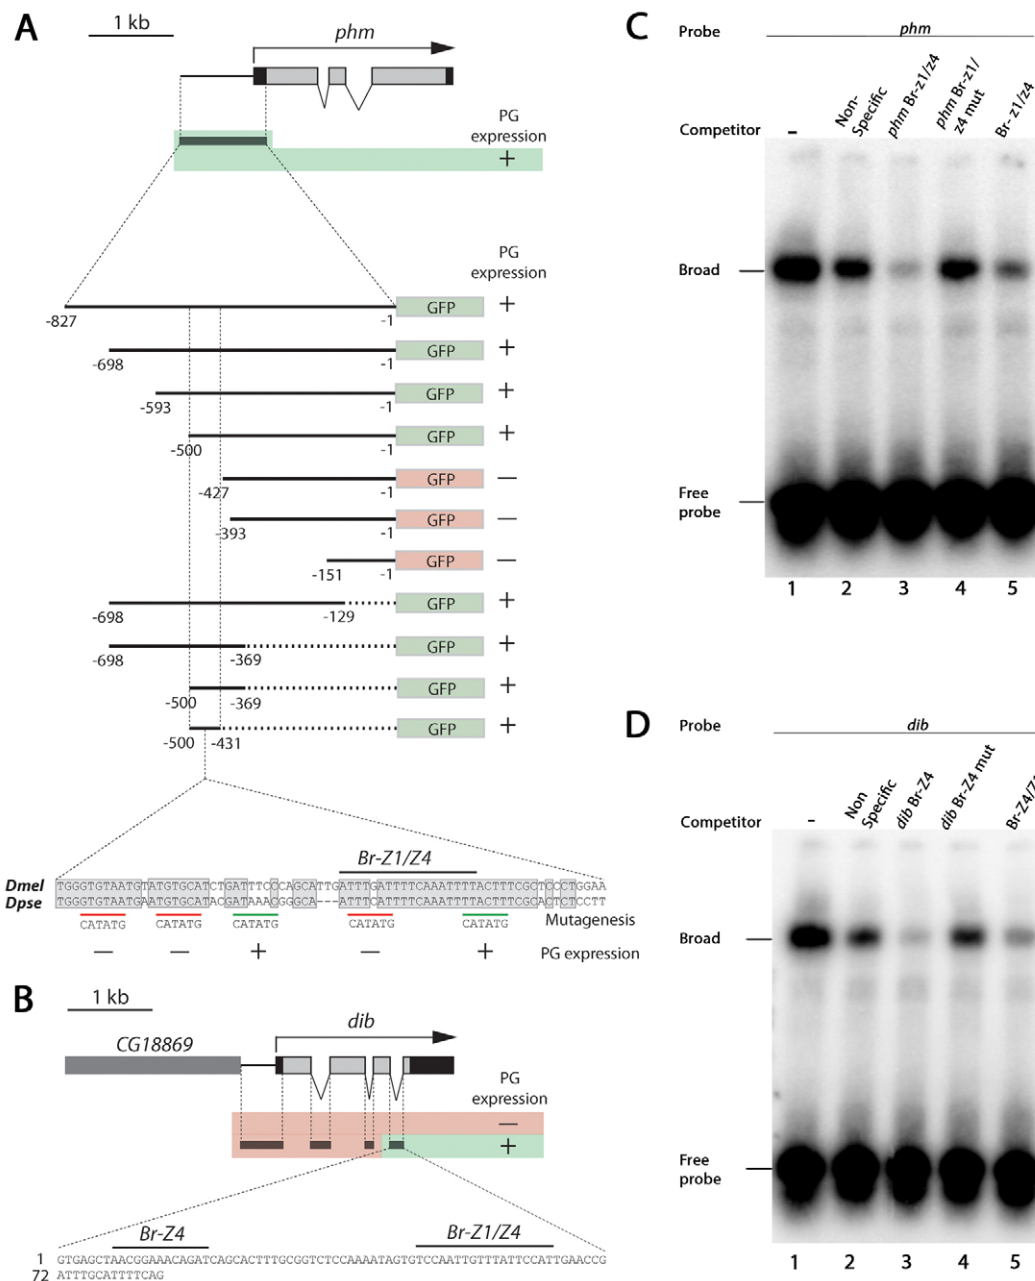 A
1 kb
phm
PG
expression
+
PG
expression
-827
-1
GFP
+
-698
-1
GFP
+
-593
-1
GFP
+
-500
-1
GFP
+
-427
-1
GFP
—
-393
-1
GFP
—
-151
-1
GFP
—
-698
-129
GFP
+
-698
-369
GFP
+
-500
-369
GFP
+
-500
-431
GFP
+
Br-Z1/Z4
Dmel TGGGTGTAATGTATGTGCATCTGATTTCCCAGCATTGATTTGATTTTCAAATTTTACTTTCGCTCCCTGGAA
Dpse TGGGTGTAATGAATGTGCATACGATAAACGGGCA---ATTTCATTTTCAAATTTTACTTTCGCACTCTCCTT
CATATG CATATG CATATG CATATG CATATG Mutagenesis
— — + — + PG expression
B
1 kb
CG18869
dib
PG
expression
—
+
Br-Z4
Br-Z1/Z4
1 GTGAGCTAACGGAAACAGATCAGCACTTTGCGGTCTCCAAAATAGTGTCCAATTGTTTATTCCATTGAACCG
72 ATTTGCATTTTCAG
C
Probe
phm
Competitor
–
Non-
Specific
phm Br-z1/z4
phm Br-z1/
z4 mut
Br- z1/z4
Broad
Free
probe
1 2 3 4 5
D
Probe
dib
Competitor
-
Non
Specific
dib Br-Z4
dib Br-Z4 mut
Broad
Free
probe
1 2 3 4 5